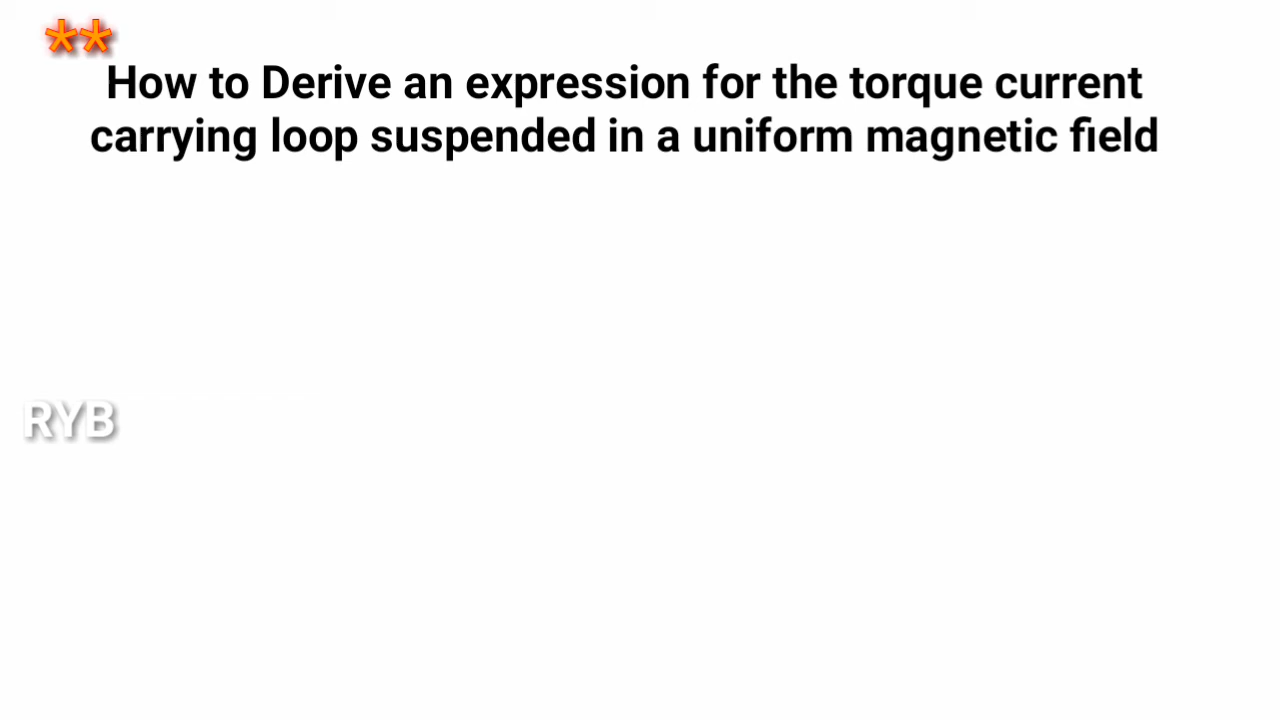 **
How to Derive an expression for the torque current
carrying loop suspended in a uniform magnetic field
RYB